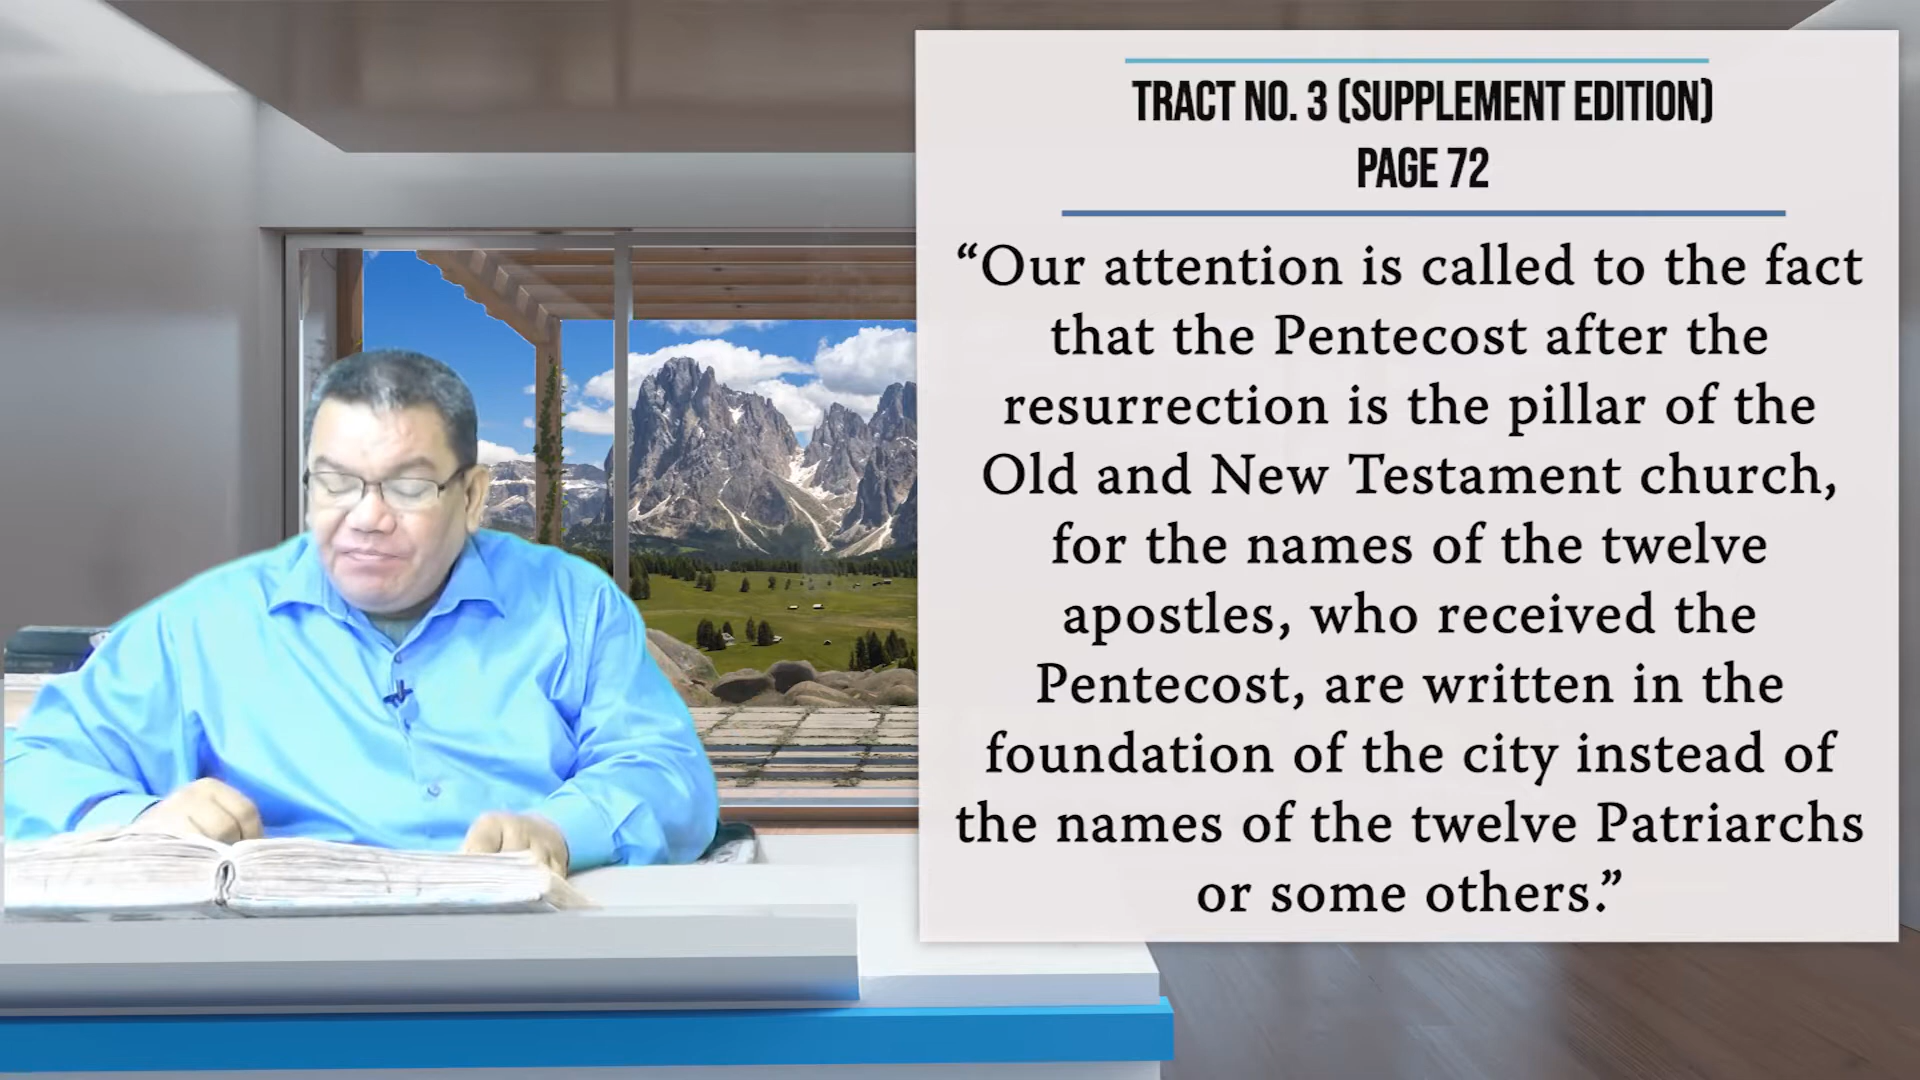 TRACT NO. 3 (SUPPLEMENT EDITION)
PAGE 72
“Our attention is called to the fact
that the Pentecost after the
resurrection is the pillar of the
Old and New Testament church,
for the names of the twelve
apostles, who received the
Pentecost, are written in the
foundation of the city instead of
the names of the twelve Patriarchs
or some others.”